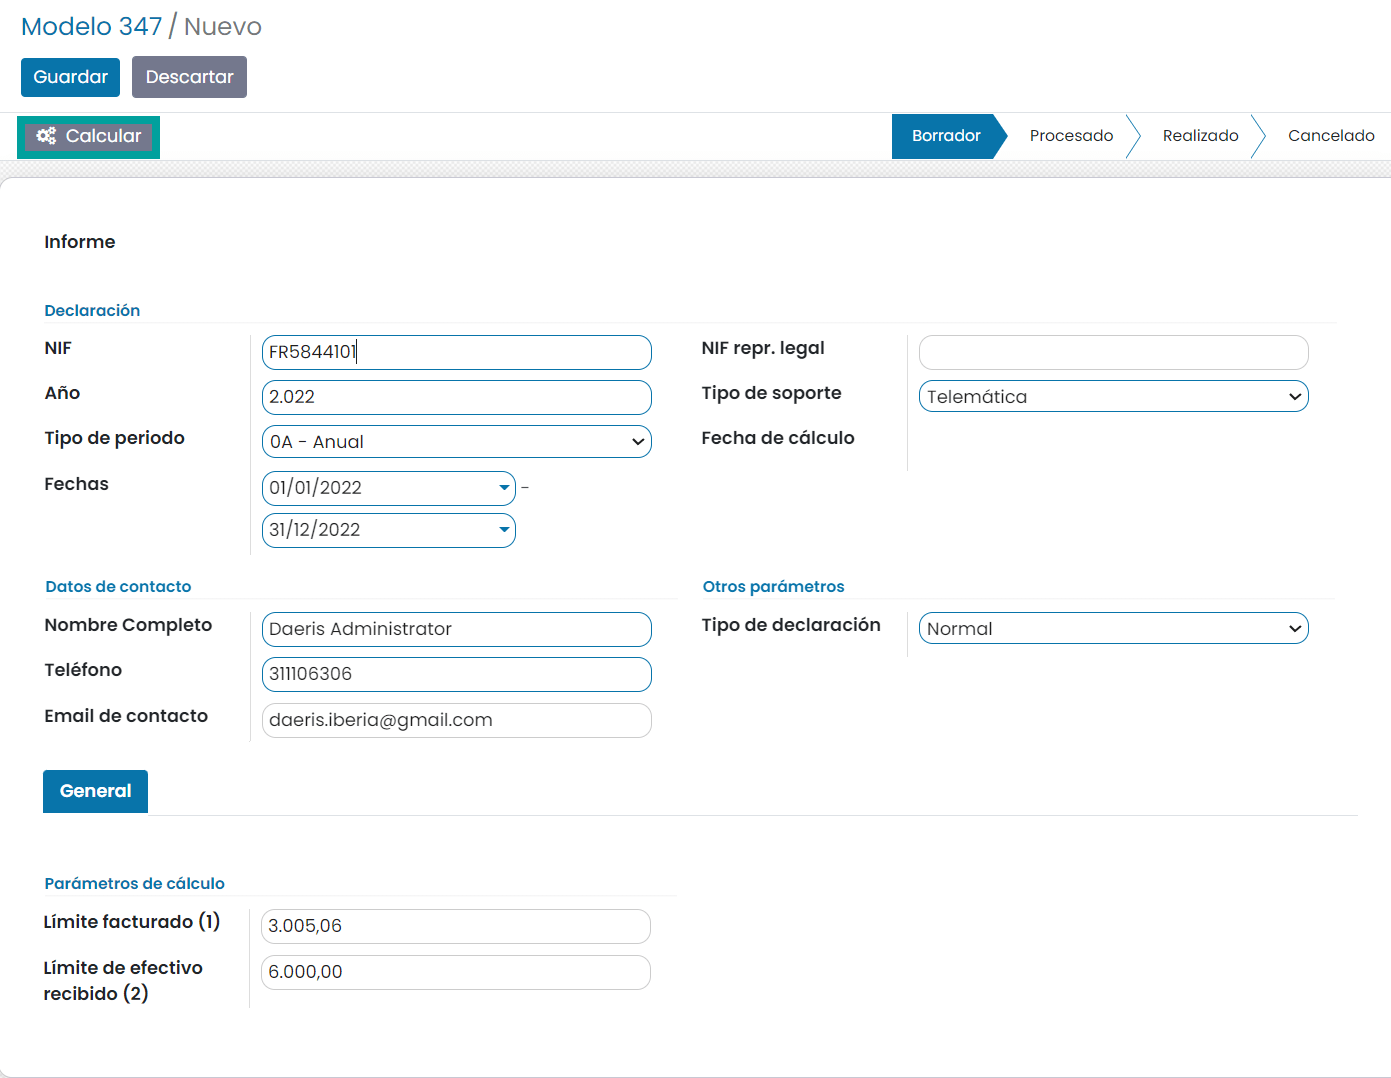 Modelo 347 / Nuevo
Guardar Descartar
Calcular Borrador Procesado Realizado Cancelado
Informe
Declaración
NIF FR5844101 NIF repr. legal
Año 2.022 Tipo de soporte Telemática
Tipo de periodo 0A - Anual Fecha de cálculo
Fechas 01/01/2022 -
31/12/2022
Datos de contacto Otros parámetros
Nombre Completo Daeris Administrator Tipo de declaración Normal
Teléfono 311106306
Email de contacto daeris.iberia@gmail.com
General
Parámetros de cálculo
Límite facturado (1) 3.005,06
Límite de efectivo 6.000,00
recibido (2)